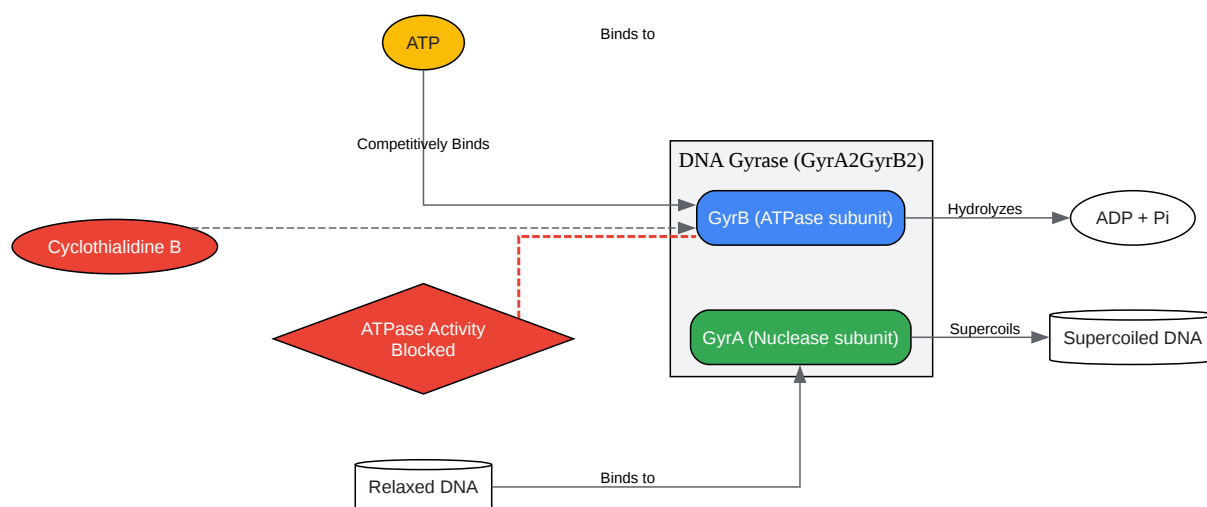 Binds to
ATP
Competitively Binds
DNA Gyrase (GyrA2GyrB2)
GyrB (ATPase subunit)
Hydrolyzes
ADP + Pi
Cyclothialidine B
ATPase Activity
Blocked
GyrA (Nuclease subunit)
Supercoils
Supercoiled DNA
Relaxed DNA
Binds to